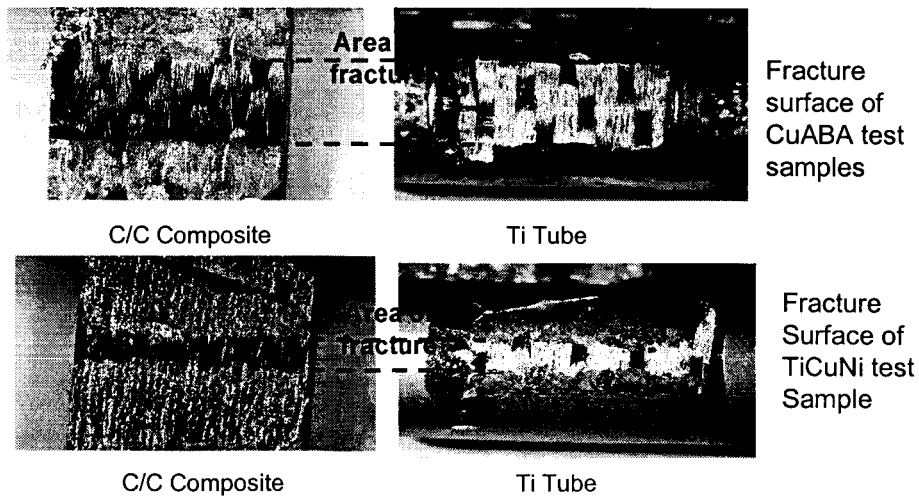 Area
fracture
Fracture
surface of
CuABA test
samples
C/C Composite
Ti Tube
Area of
fracture
Fracture
Surface of
TiCuNi test
Sample
C/C Composite
Ti Tube